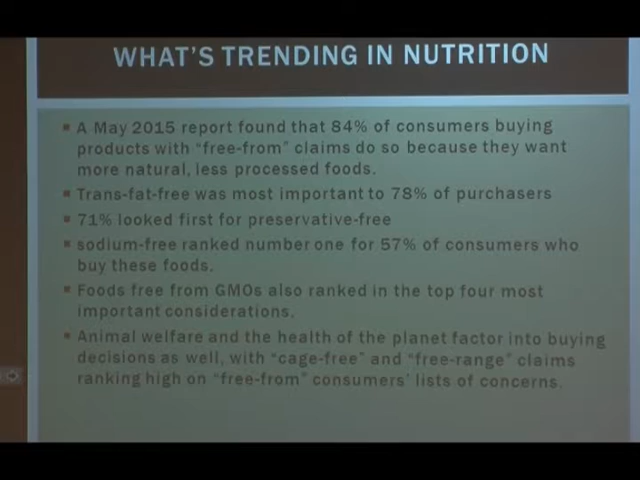 WHAT'S TRENDING IN NUTRITION
▪ A May 2015 report found that 84% of consumers buying
products with "free-from" claims do so because they want
more natural, less processed foods.
▪ Trans-fat-free was most important to 78% of purchasers
▪ 71% looked first for preservative-free
▪ sodium-free ranked number one for 57% of consumers who
buy these foods.
▪ Foods free from GMOs also ranked in the top four most
important considerations.
▪ Animal welfare and the health of the planet factor into buying
decisions as well, with "cage-free" and "free-range" claims
ranking high on "free-from" consumers' lists of concerns.